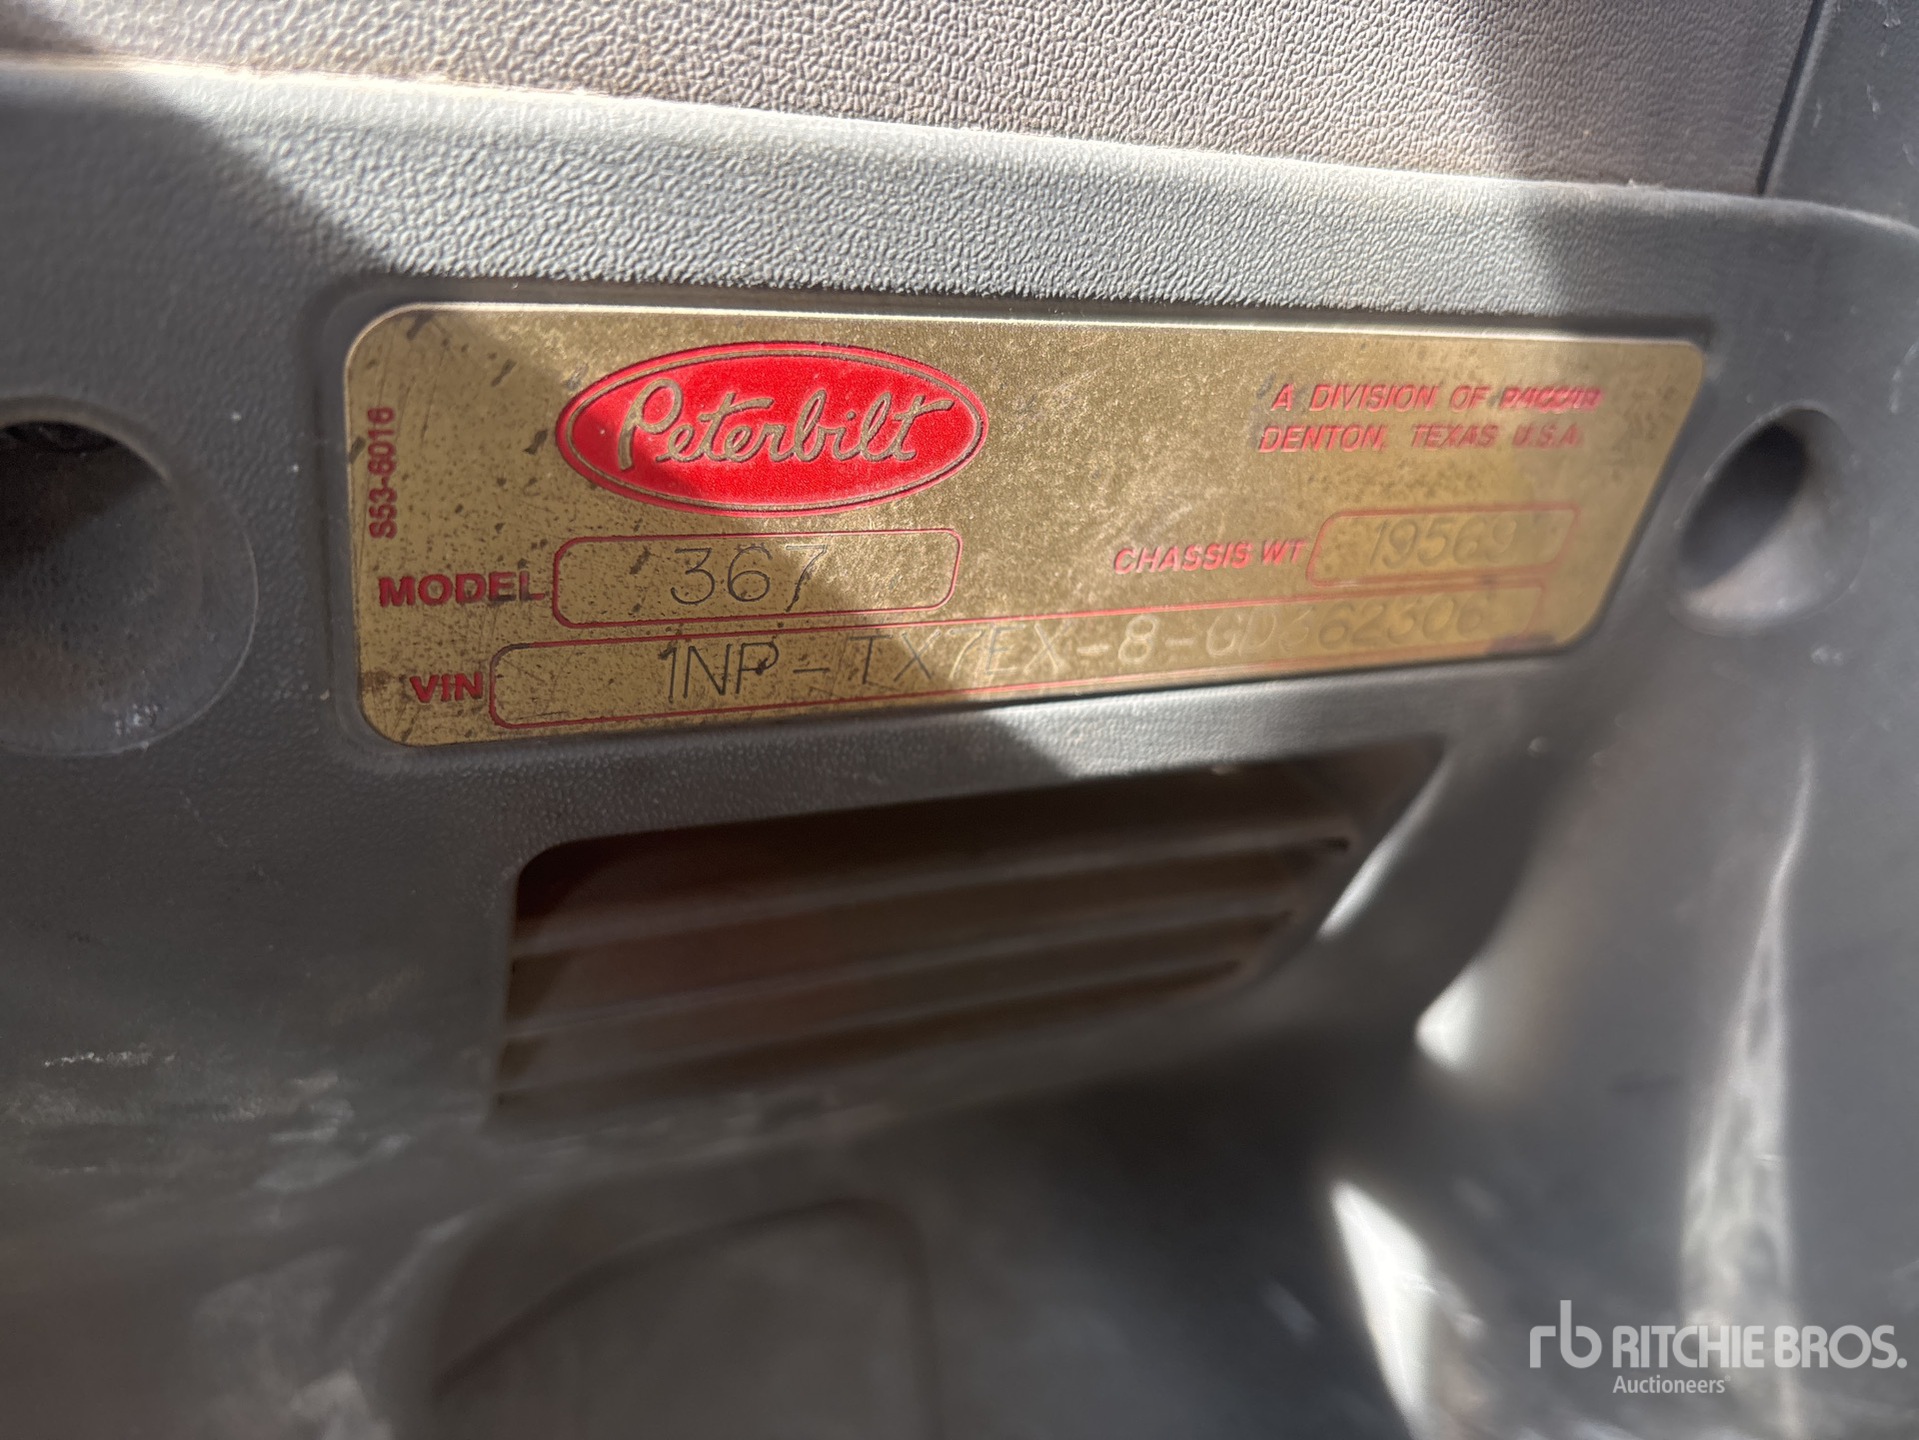 Peterbilt
A DIVISION OF PACCAR
DENTON, TEXAS U.S.A.
S53-6016
MODEL 367
CHASSIS WT 19569
VIN 1NP-TX7EX-8-GD362306
rb RITCHIE BROS.
Auctioneers